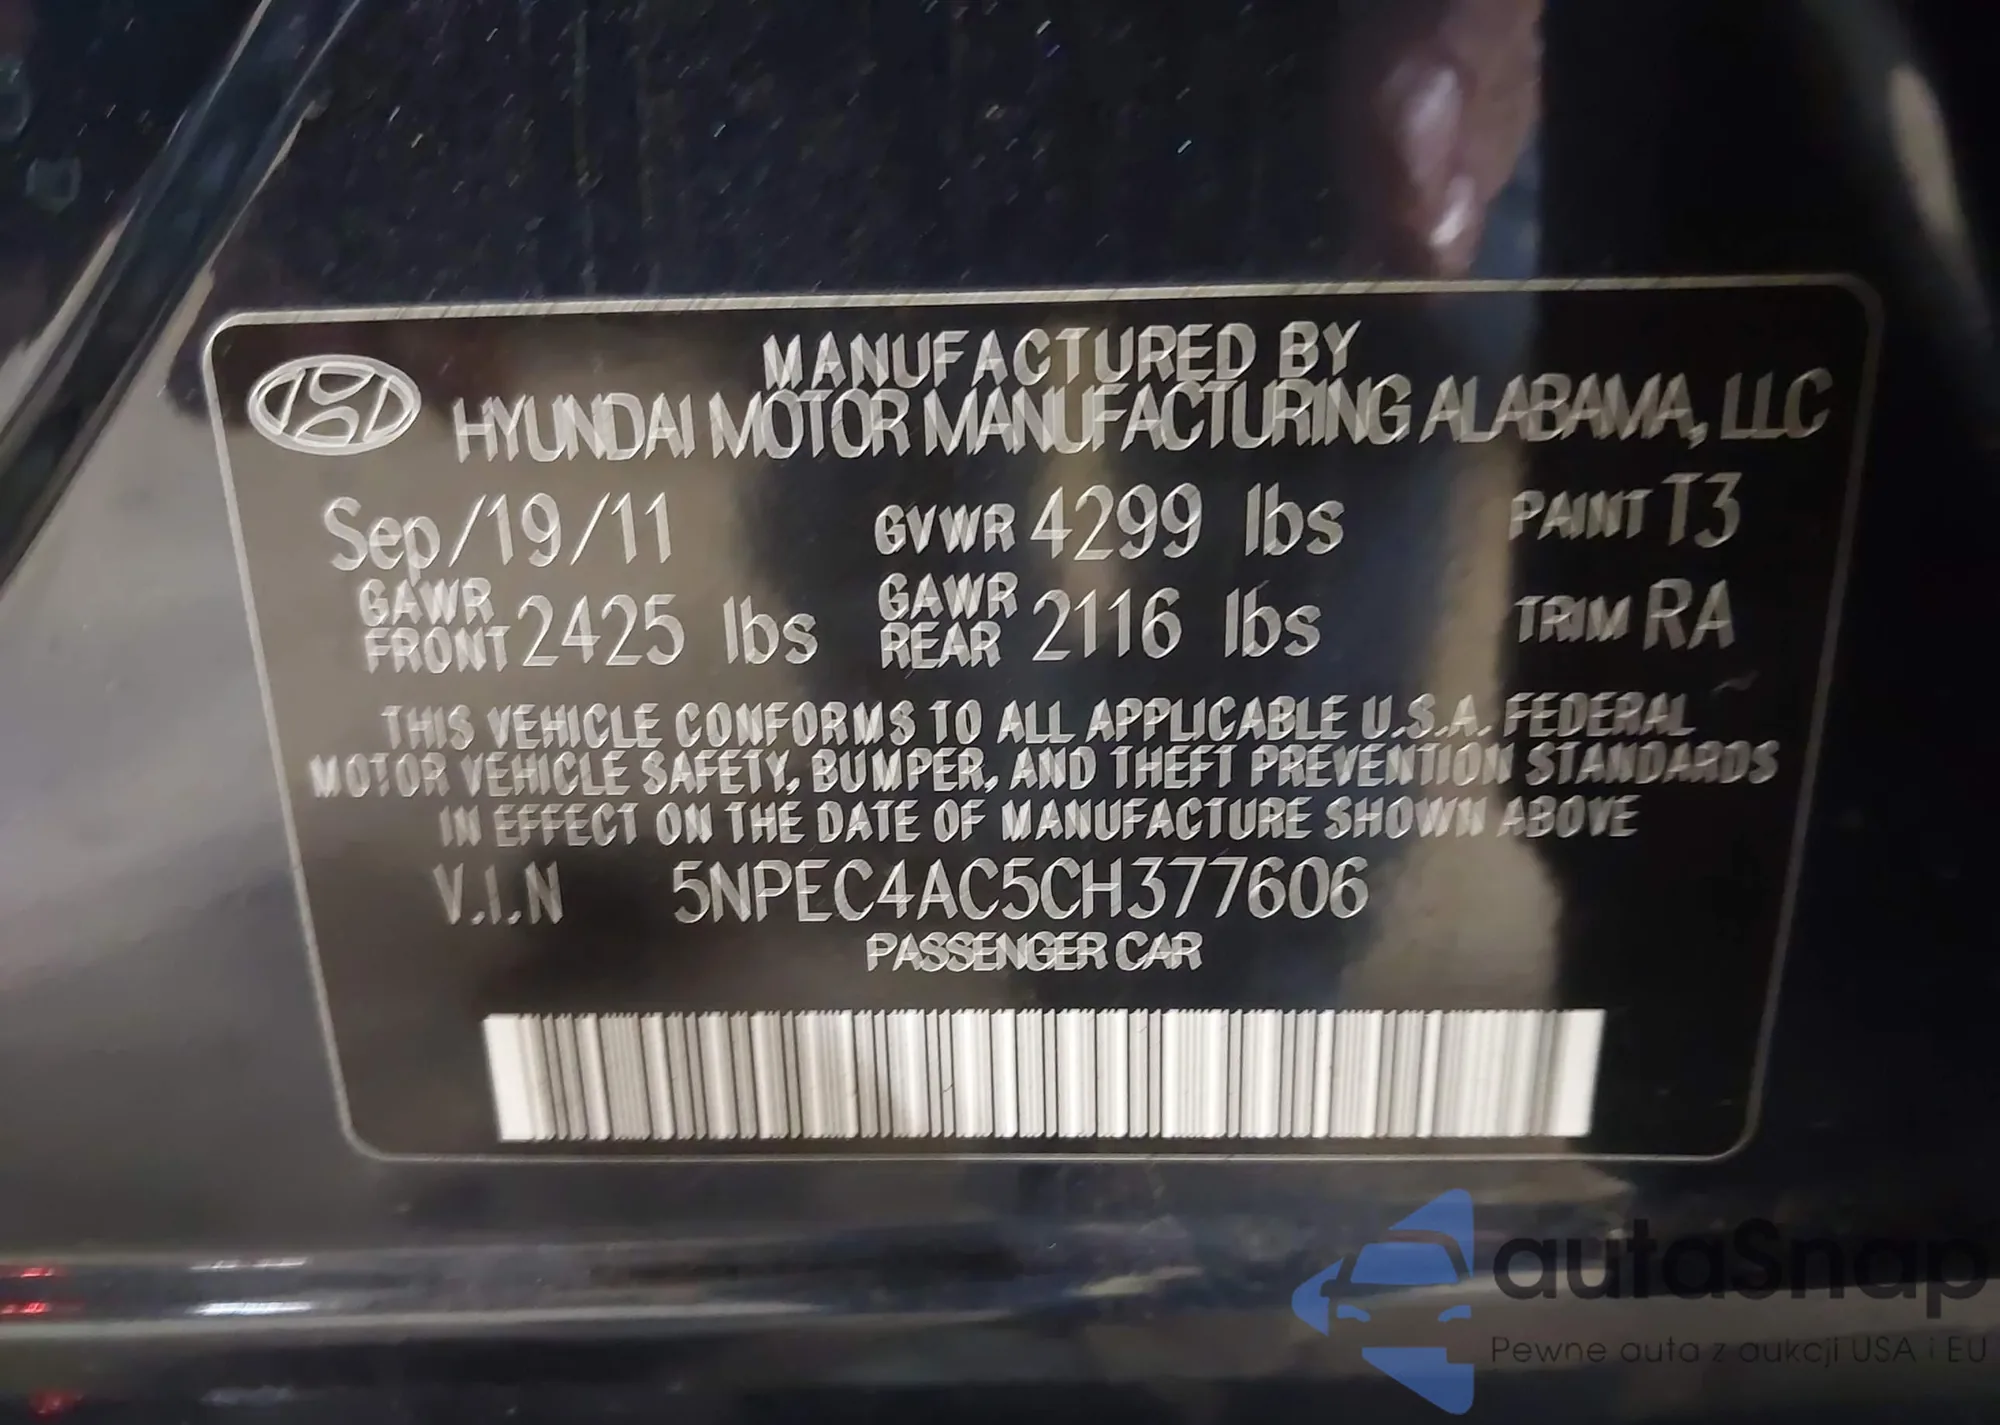 MANUFACTURED BY
HYUNDAI MOTOR MANUFACTURING ALABAMA, LLC
Sep/19/11 GVWR 4299 lbs PAINT T3
GAWR FRONT 2425 lbs GAWR REAR 2116 lbs TRIM RA
THIS VEHICLE CONFORMS TO ALL APPLICABLE U.S.A. FEDERAL
MOTOR VEHICLE SAFETY, BUMPER, AND THEFT PREVENTION STANDARDS
IN EFFECT ON THE DATE OF MANUFACTURE SHOWN ABOVE
V.I.N 5NPEC4AC5CH377606
PASSENGER CAR
autaSnap
Pewne auta z aukcji USA i EU